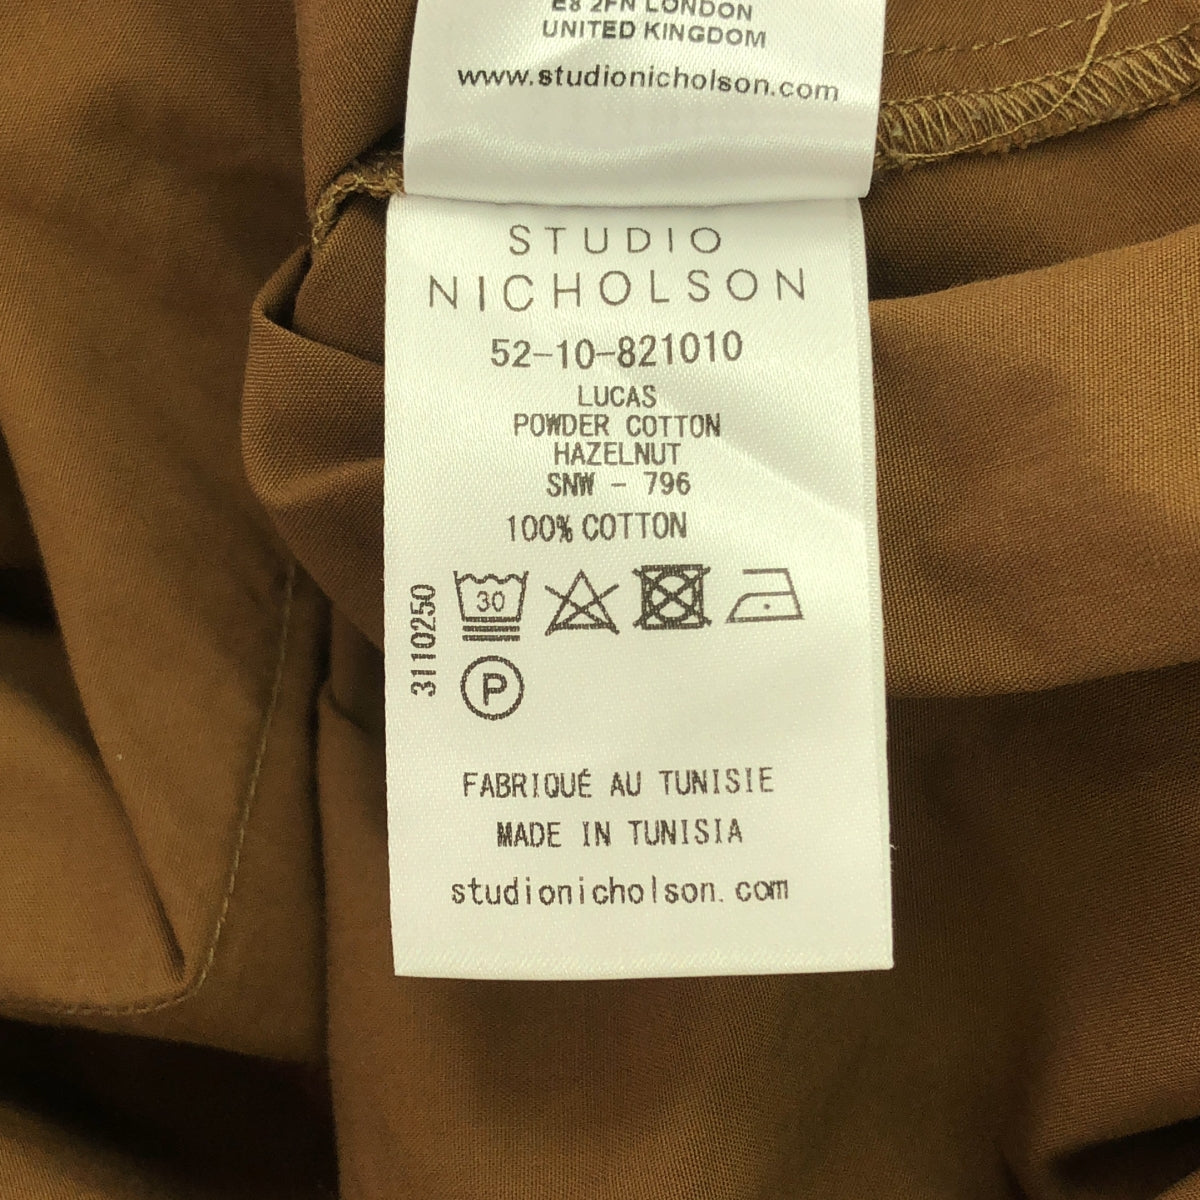 E8 2FN LONDON
UNITED KINGDOM
www.studionicholson.com
STUDIO
NICHOLSON
52-10-821010
LUCAS
POWDER COTTON
HAZELNUT
SNW - 796
100% COTTON
3110250
30
P
FABRIQUÉ AU TUNISIE
MADE IN TUNISIA
studionicholson.com